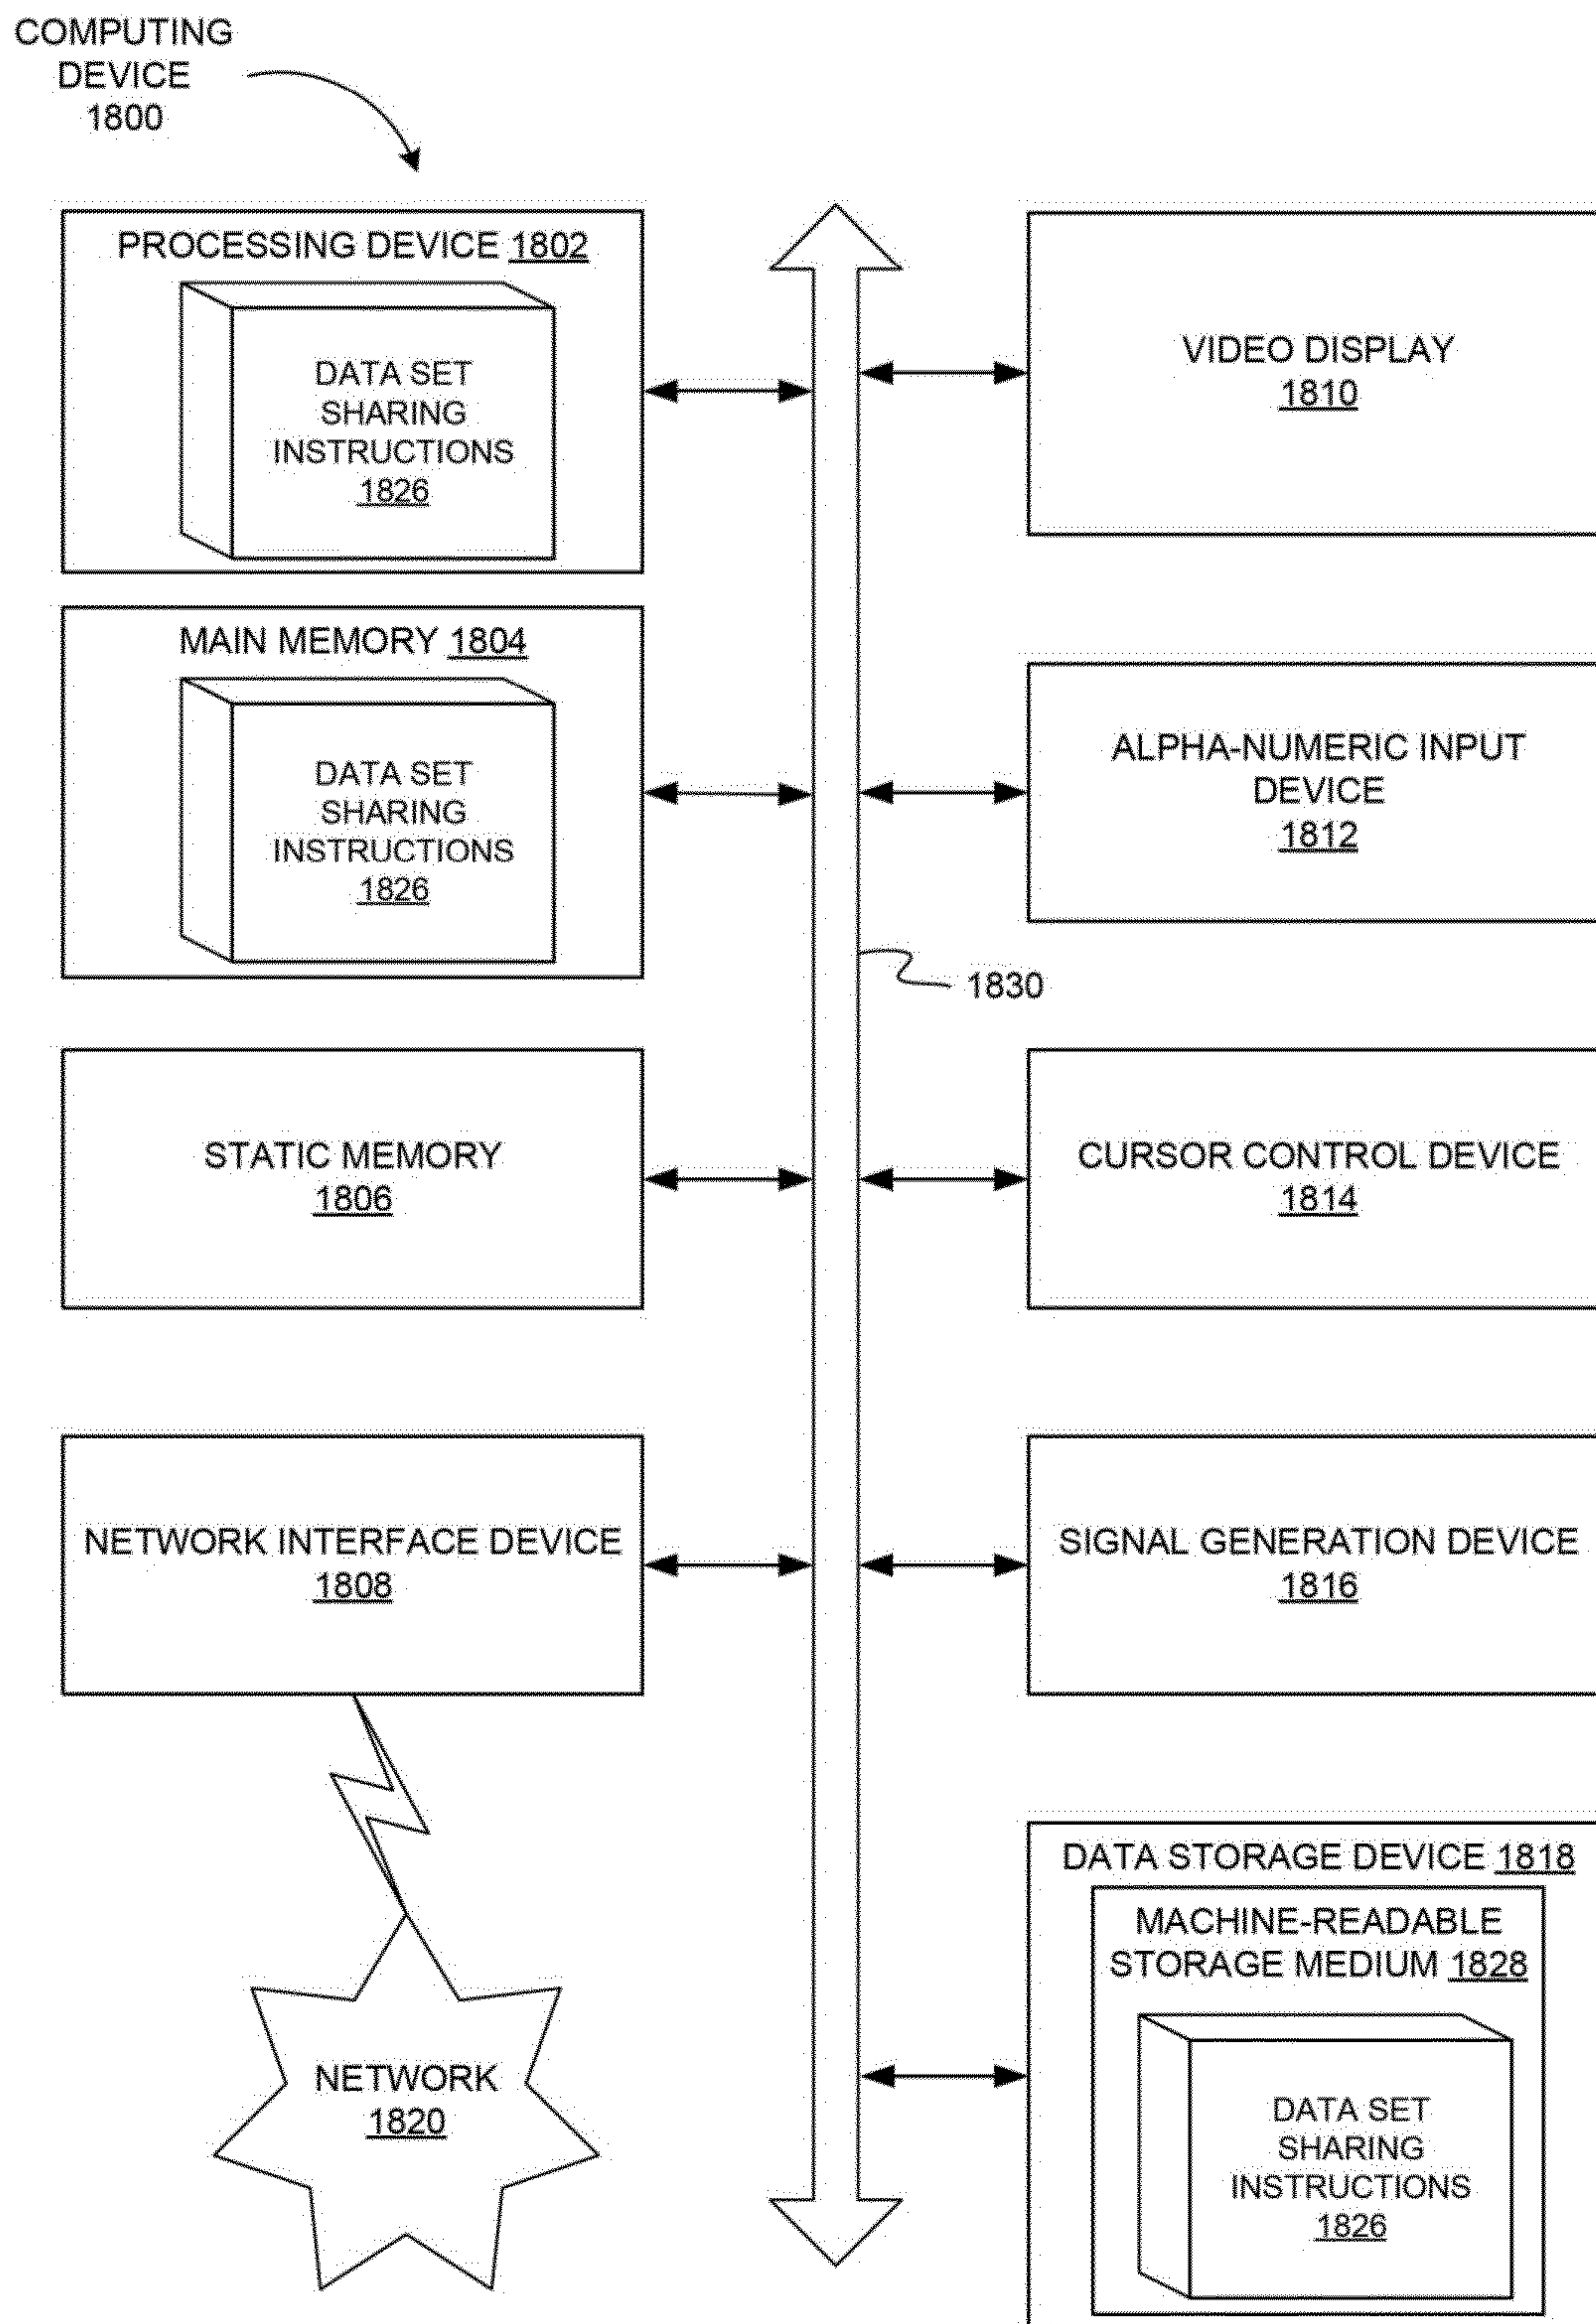 COMPUTING
DEVICE
1800
PROCESSING DEVICE 1802
DATA SET
SHARING
INSTRUCTIONS
1826
MAIN MEMORY 1804
DATA SET
SHARING
INSTRUCTIONS
1826
STATIC MEMORY
1806
NETWORK INTERFACE DEVICE
1808
NETWORK
1820
VIDEO DISPLAY
1810
ALPHA-NUMERIC INPUT
DEVICE
1812
1830
CURSOR CONTROL DEVICE
1814
SIGNAL GENERATION DEVICE
1816
DATA STORAGE DEVICE 1818
MACHINE-READABLE
STORAGE MEDIUM 1828
DATA SET
SHARING
INSTRUCTIONS
1826